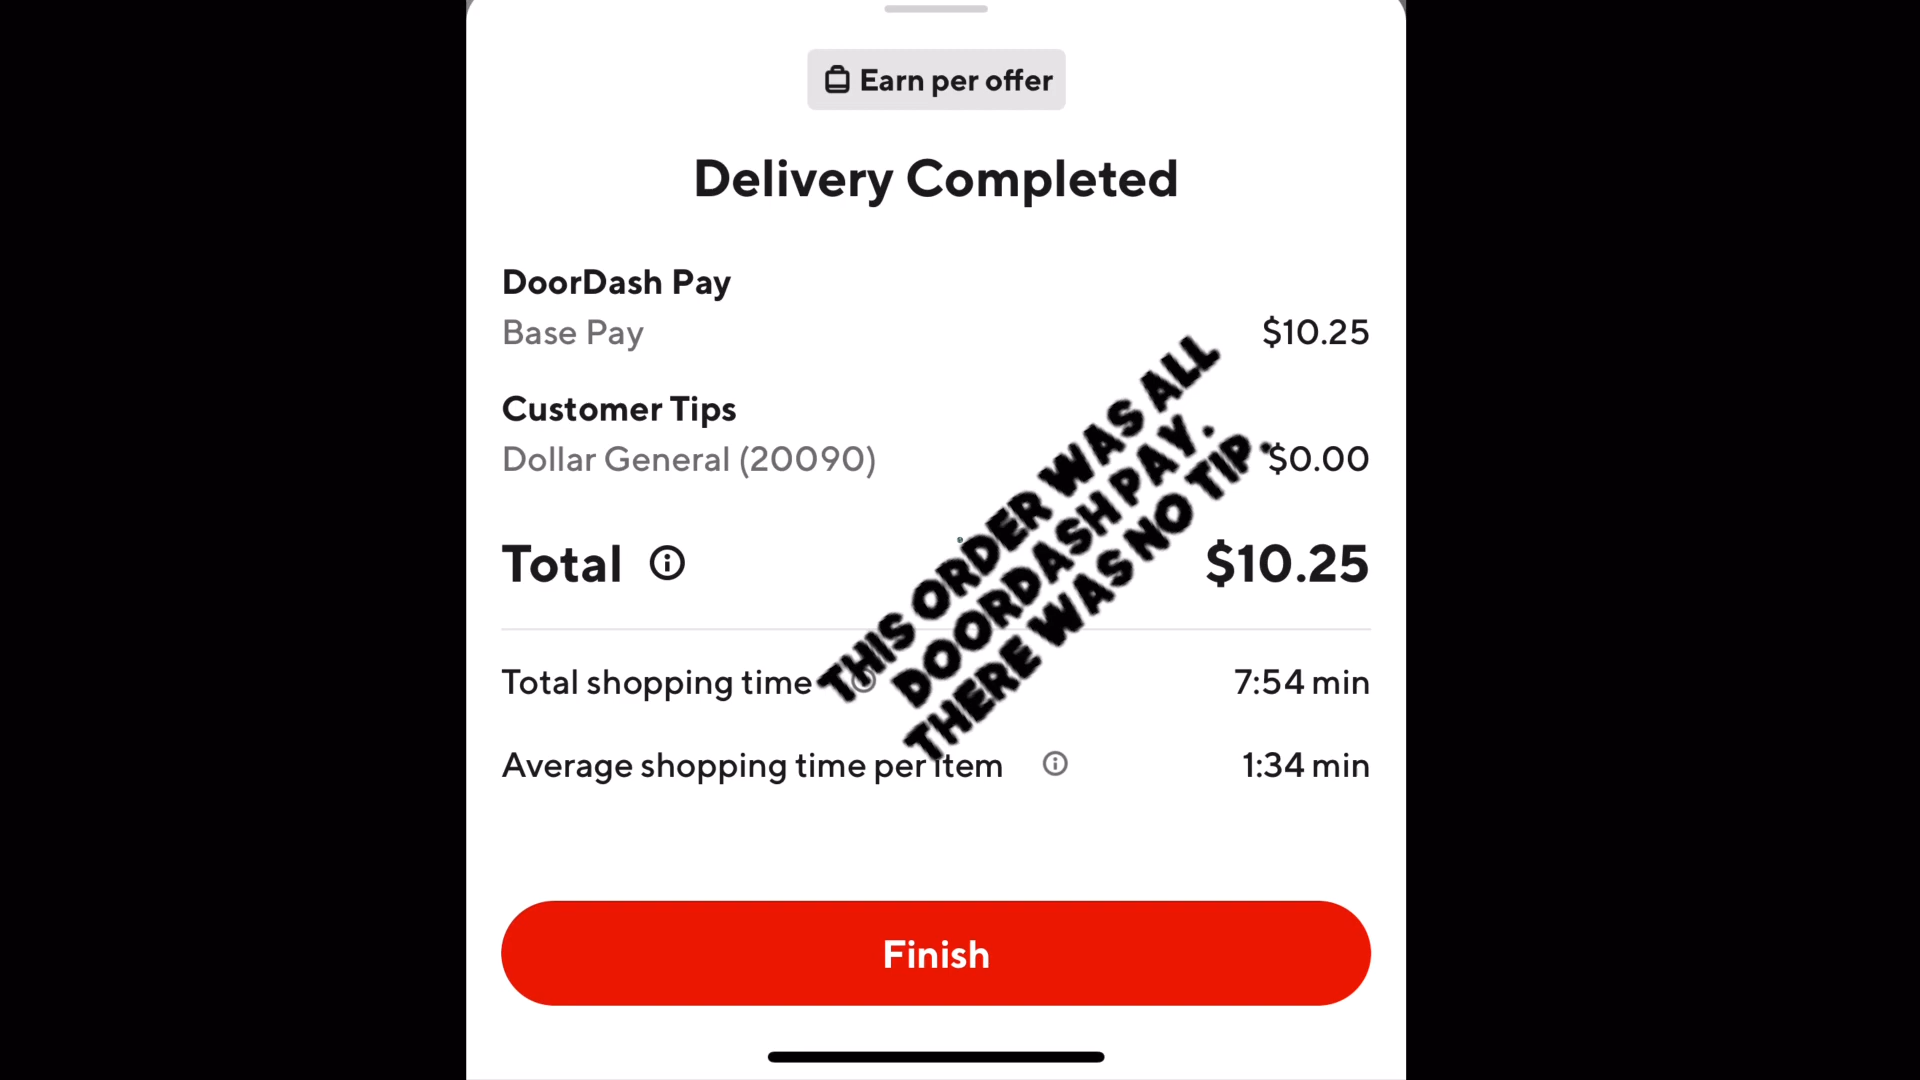 Earn per offer
Delivery Completed
DoorDash Pay
Base Pay $10.25
Customer Tips
Dollar General (20090) $0.00
Total $10.25
Total shopping time 7:54 min
Average shopping time per item 1:34 min
THIS ORDER WAS ALL
DOORDASH PAY.
THERE WAS NO TIP.
Finish